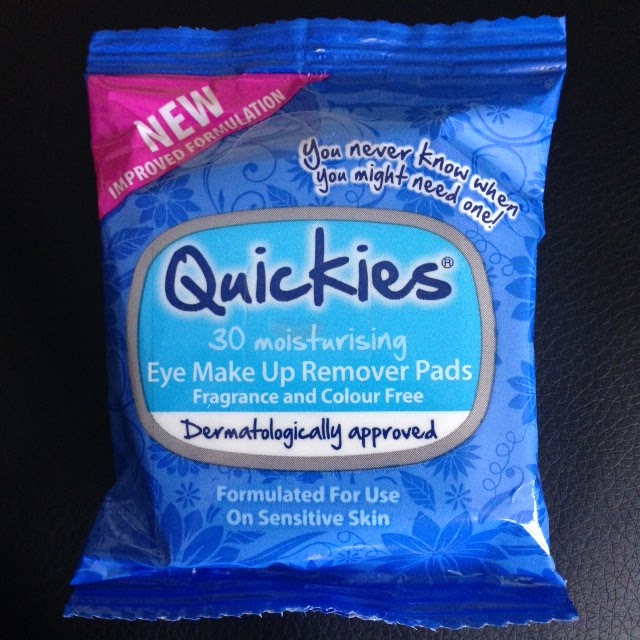 NEW
IMPROVED FORMULATION
You never know when
you might need one!
Quickies®
30 moisturising
Eye Make Up Remover Pads
Fragrance and Colour Free
Dermatologically approved
Formulated For Use
On Sensitive Skin